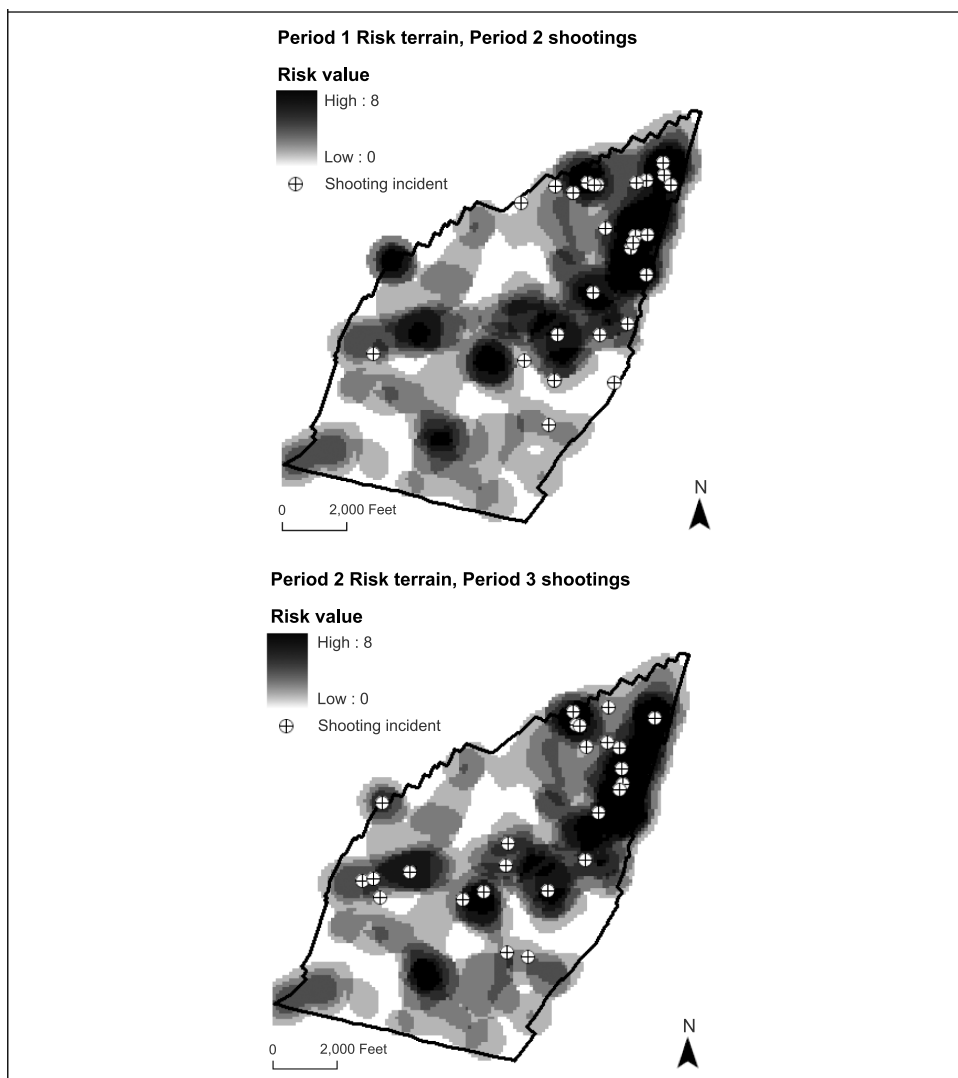 Period 1 Risk terrain, Period 2 shootings
Risk value
High : 8
Low : 0
Shooting incident
N
0 2,000 Feet
Period 2 Risk terrain, Period 3 shootings
Risk value
High : 8
Low : 0
Shooting incident
N
0 2,000 Feet